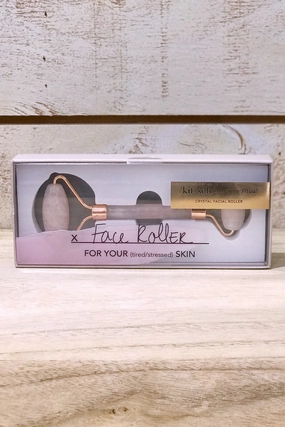 CRYSTAL FACIAL ROLLER
x Face Roller
FOR YOUR (tired/stressed) SKIN